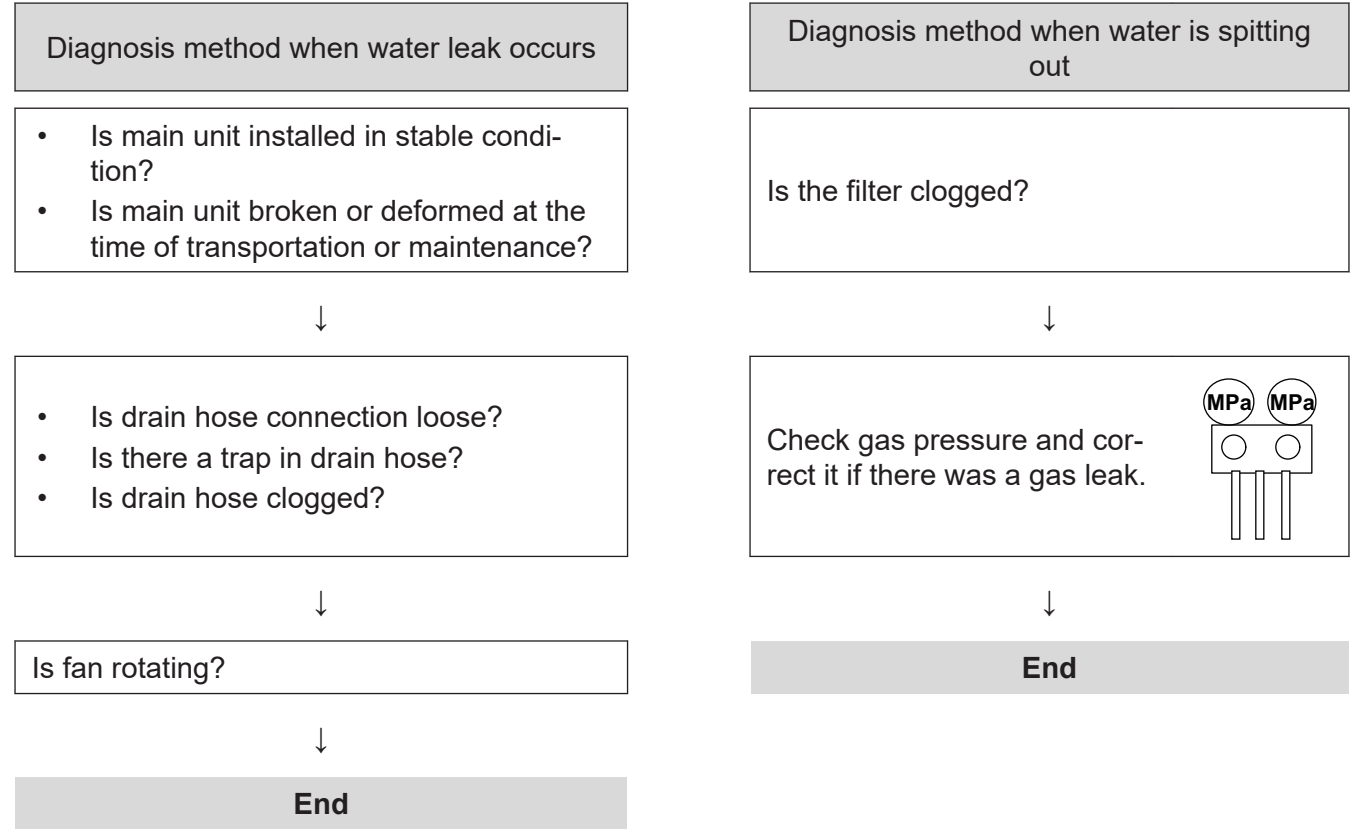 Diagnosis method when water leak occurs
• Is main unit installed in stable condi-
tion?
• Is main unit broken or deformed at the
time of transportation or maintenance?
↓
• Is drain hose connection loose?
• Is there a trap in drain hose?
• Is drain hose clogged?
↓
Is fan rotating?
↓
End
Diagnosis method when water is spitting
out
Is the filter clogged?
↓
Check gas pressure and cor-
rect it if there was a gas leak.
MPa MPa
↓
End